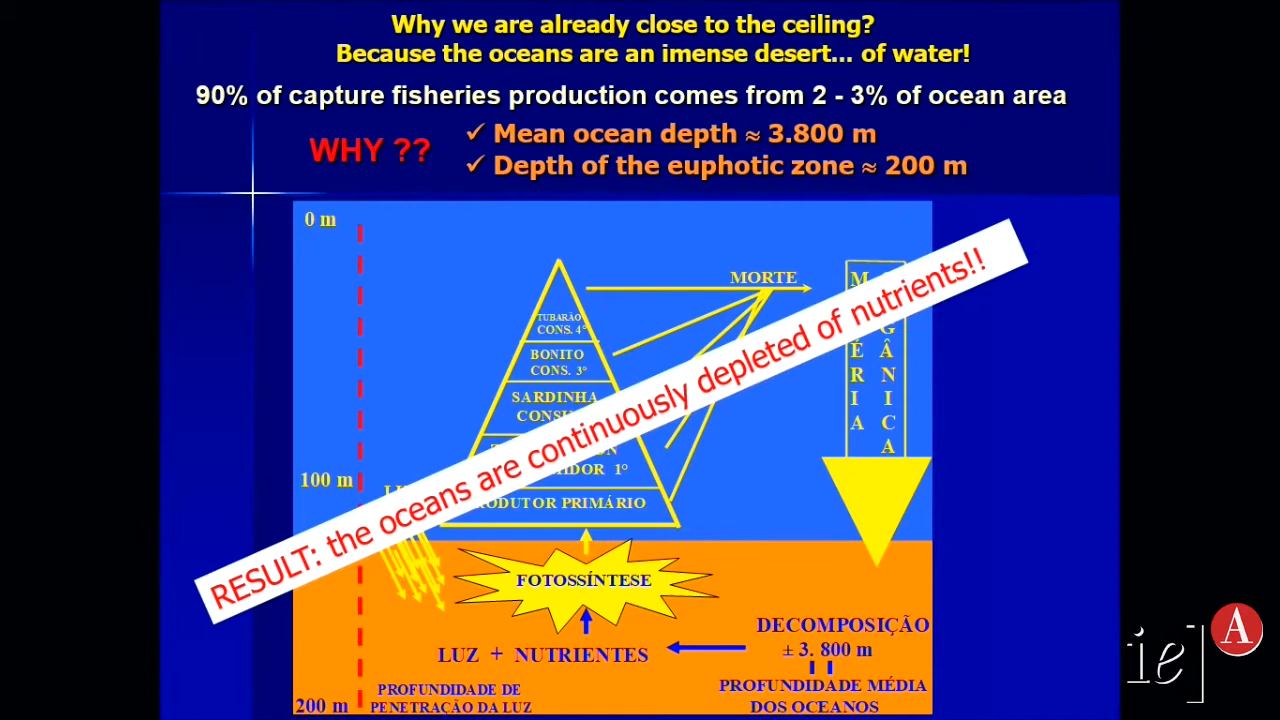 Why we are already close to the ceiling?
Because the oceans are an imense desert... of water!
90% of capture fisheries production comes from 2 - 3% of ocean area
WHY ??
✓ Mean ocean depth ≈ 3.800 m
✓ Depth of the euphotic zone ≈ 200 m
0 m
MORTE
TUBARÃO
CONS. 4°
BONITO
CONS. 3°
SARDINHA
100 m
1°
PRIMÁRIO
RESULT: the oceans are continuously depleted of nutrients!!
FOTOSSÍNTESE
LUZ + NUTRIENTES
DECOMPOSIÇÃO
± 3. 800 m
PROFUNDIDADE MÉDIA
DOS OCEANOS
PROFUNDIDADE DE
PENETRAÇÃO DA LUZ
200 m
ie]
A